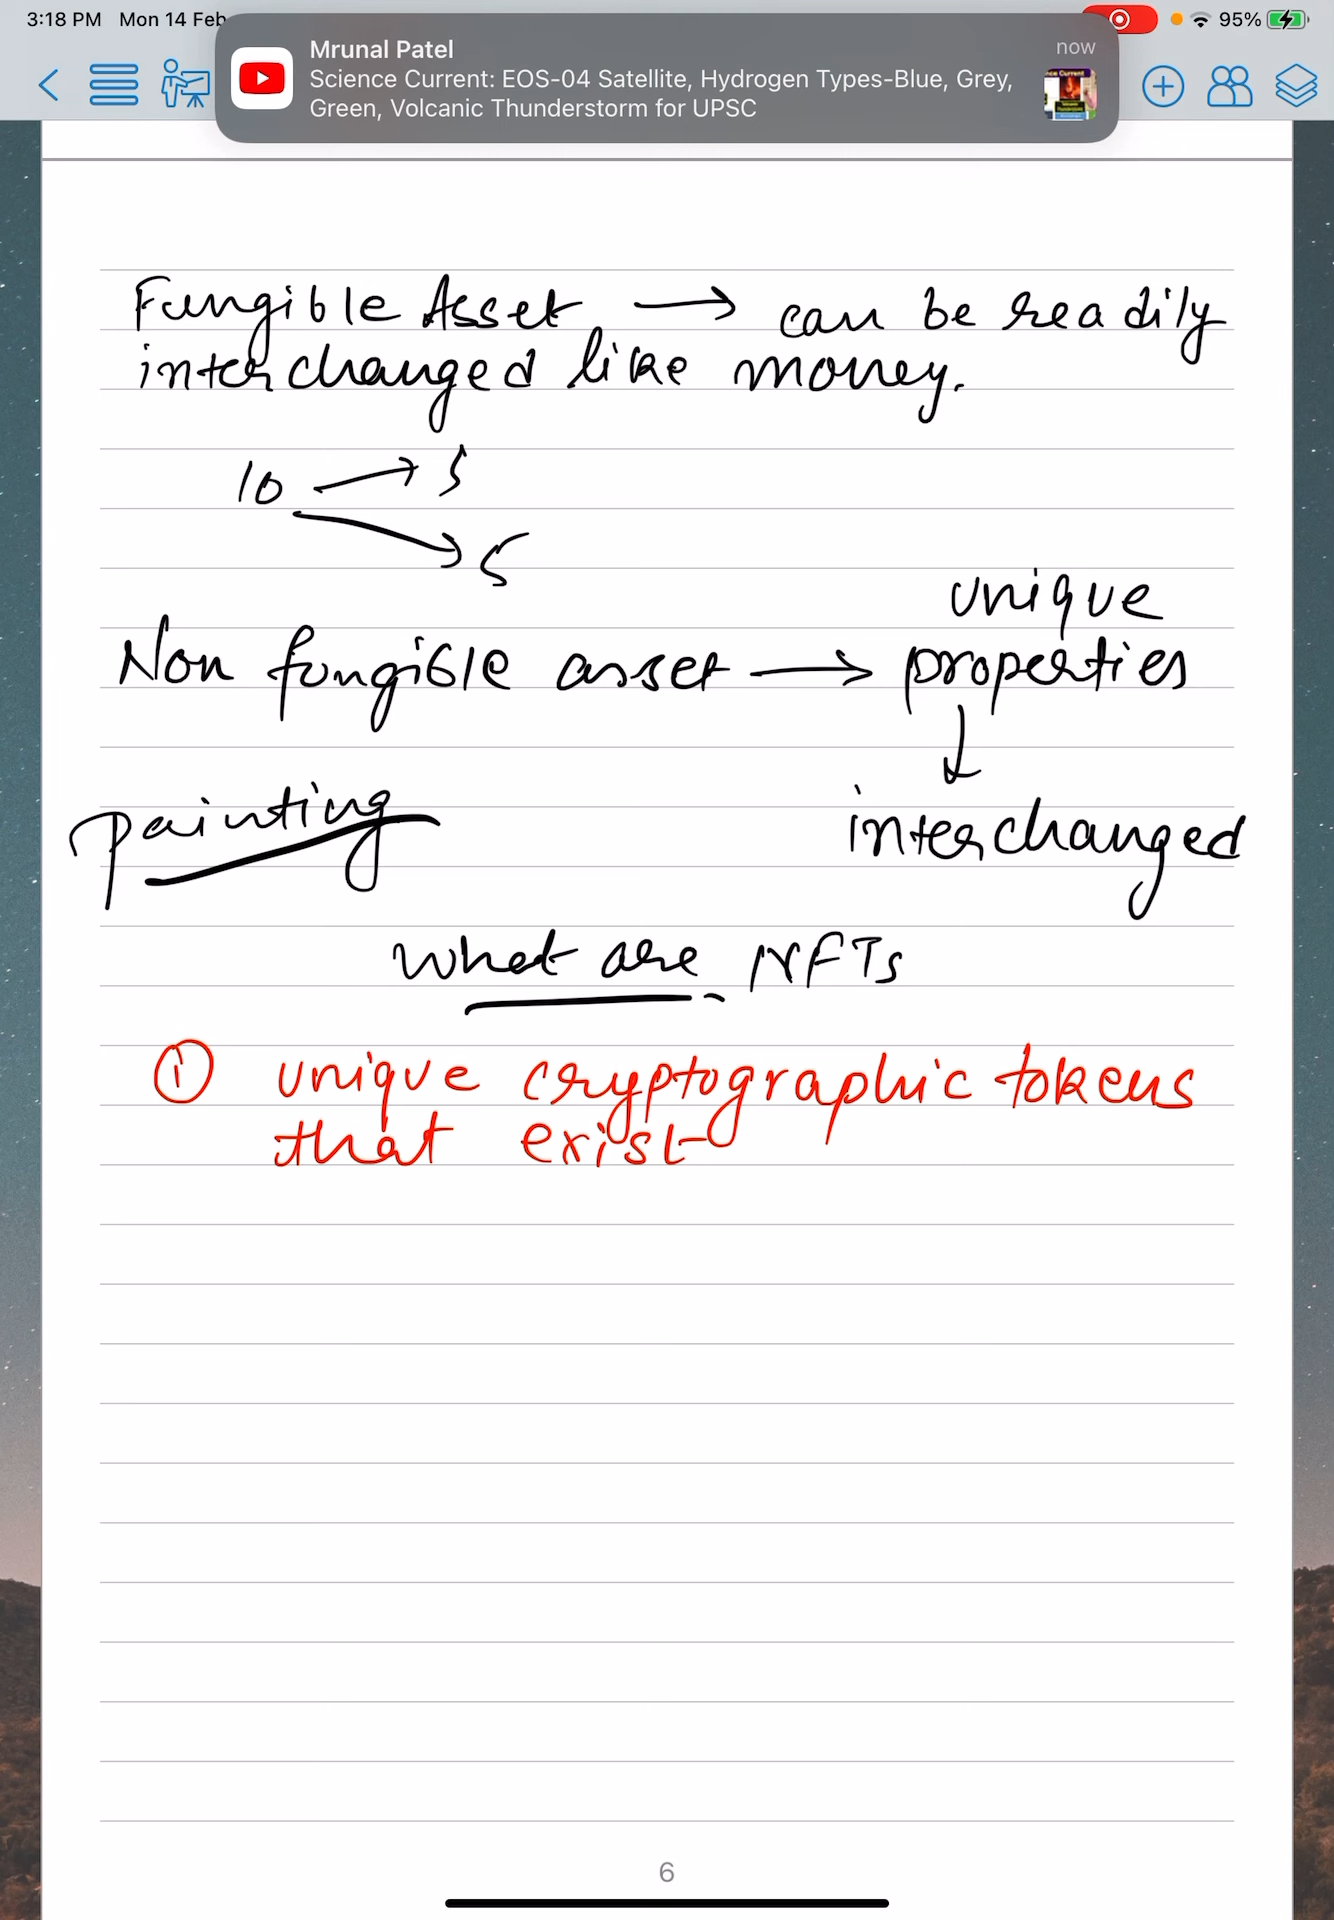 3:18 PM Mon 14 Feb
95%
Mrunal Patel
now
Science Current: EOS-04 Satellite, Hydrogen Types-Blue, Grey,
Green, Volcanic Thunderstorm for UPSC
Fungible Asset → can be readily
interchanged like money.
10 → 5
→ 5
unique
Non fungible asset → properties
↓
painting
interchanged
What are NFTs
① unique cryptographic tokens
that exist
6